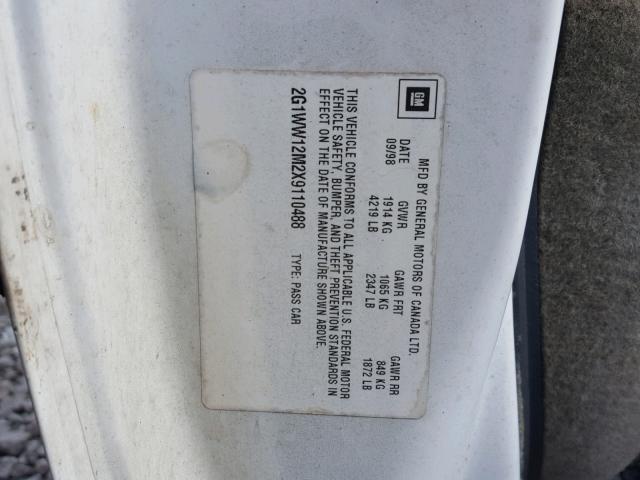 GM
MFD BY GENERAL MOTORS OF CANADA LTD.
DATE GVWR GAWR FRT GAWR RR
09/98 1914 KG 1065 KG 849 KG
4219 LB 2347 LB 1872 LB
THIS VEHICLE CONFORMS TO ALL APPLICABLE U.S. FEDERAL MOTOR
VEHICLE SAFETY, BUMPER, AND THEFT PREVENTION STANDARDS IN
EFFECT ON THE DATE OF MANUFACTURE SHOWN ABOVE.
2G1WW12M2X9110488 TYPE: PASS CAR